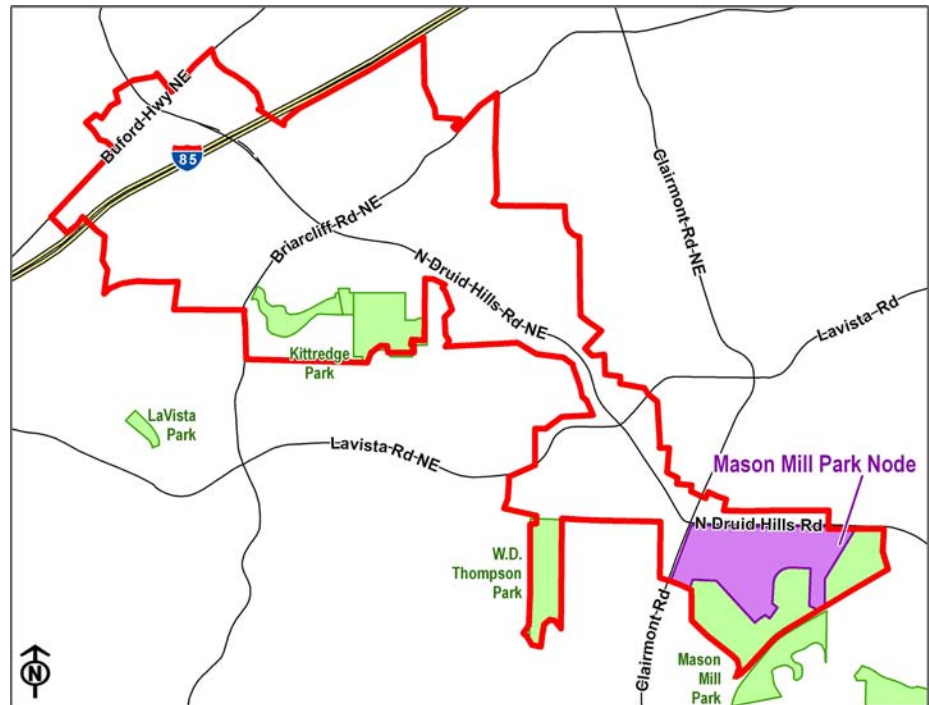 Buford Hwy NE
85
Clairmont-Rd-NE
Briarcliff-Rd-NE
N-Druid-Hills-Rd-NE
Lavista-Rd
Kittredge
Park
LaVista
Park
Lavista-Rd-NE
Mason Mill Park Node
N Druid Hills Rd
W.D.
Thompson
Park
Clairmont-Rd
Mason
Mill
Park
N